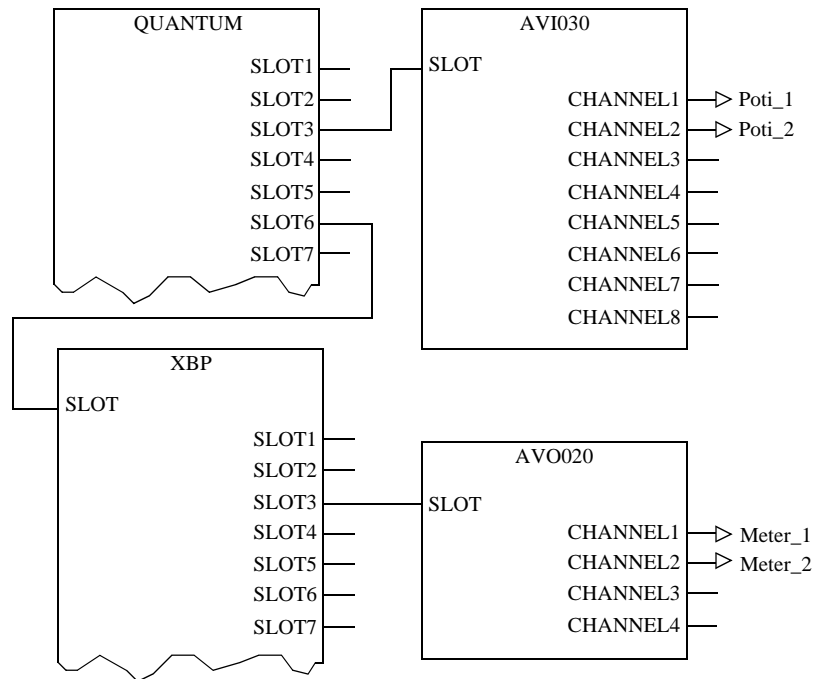 QUANTUM
SLOT1
SLOT2
SLOT3
SLOT4
SLOT5
SLOT6
SLOT7
AVI030
SLOT
CHANNEL1
Poti_1
CHANNEL2
Poti_2
CHANNEL3
CHANNEL4
CHANNEL5
CHANNEL6
CHANNEL7
CHANNEL8
XBP
SLOT
SLOT1
SLOT2
SLOT3
SLOT4
SLOT5
SLOT6
SLOT7
AVO020
SLOT
CHANNEL1
Meter_1
CHANNEL2
Meter_2
CHANNEL3
CHANNEL4